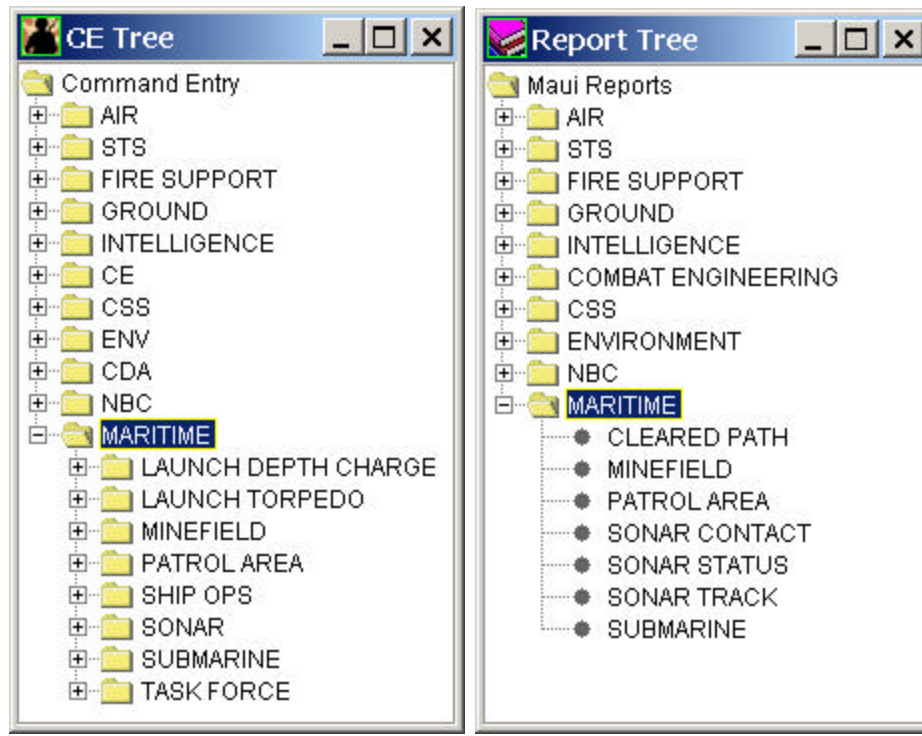 CE Tree
Command Entry
AIR
STS
FIRE SUPPORT
GROUND
INTELLIGENCE
CE
CSS
ENV
CDA
NBC
MARITIME
LAUNCH DEPTH CHARGE
LAUNCH TORPEDO
MINEFIELD
PATROL AREA
SHIP OPS
SONAR
SUBMARINE
TASK FORCE
Report Tree
Maui Reports
AIR
STS
FIRE SUPPORT
GROUND
INTELLIGENCE
COMBAT ENGINEERING
CSS
ENVIRONMENT
NBC
MARITIME
CLEARED PATH
MINEFIELD
PATROL AREA
SONAR CONTACT
SONAR STATUS
SONAR TRACK
SUBMARINE